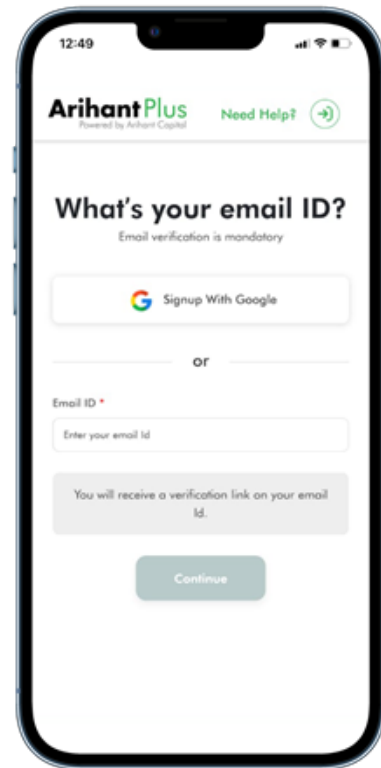 12:49
ArihantPlus
Powered by Arihant Capital
Need Help?
What's your email ID?
Email verification is mandatory
Signup With Google
or
Email ID *
Enter your email Id
You will receive a verification link on your email
Id.
Continue